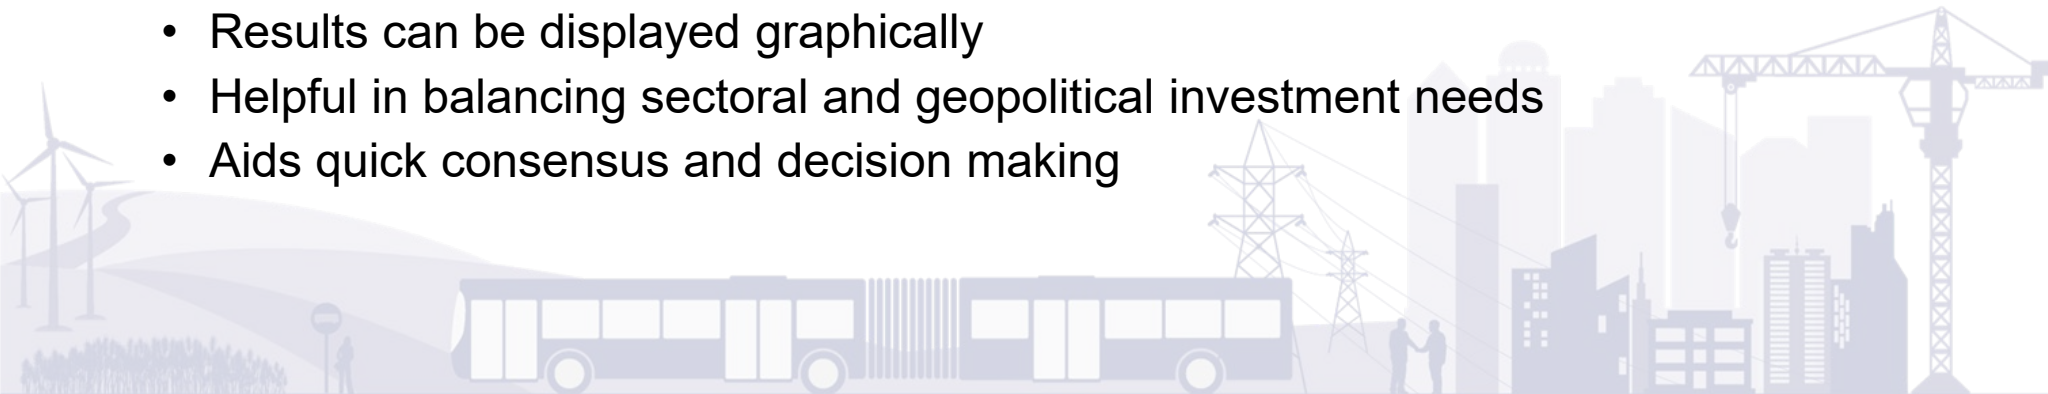 • Results can be displayed graphically
• Helpful in balancing sectoral and geopolitical investment needs
• Aids quick consensus and decision making